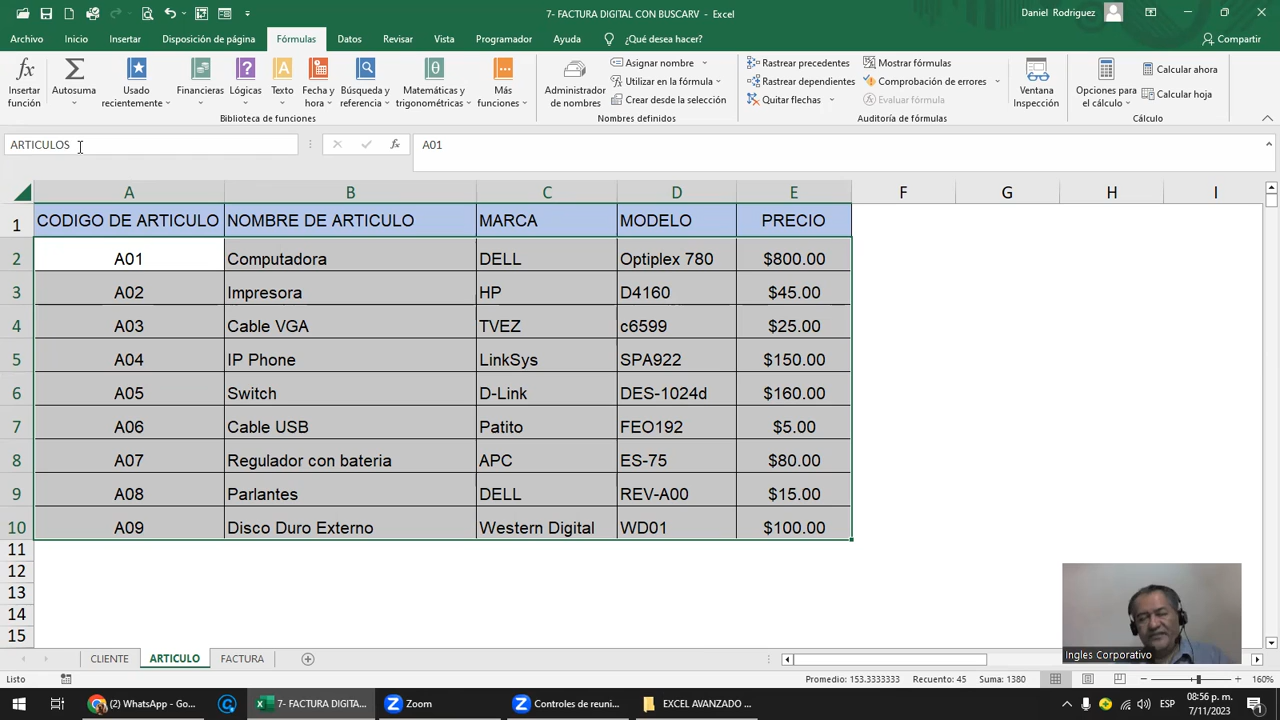 7- FACTURA DIGITAL CON BUSCARV - Excel
Daniel Rodriguez
Archivo Inicio Insertar Disposición de página Fórmulas Datos Revisar Vista Programador Ayuda ¿Qué desea hacer? Compartir
Insertar función
Autosuma
Usado recientemente
Financieras
Lógicas
Texto
Fecha y hora
Búsqueda y referencia
Matemáticas y trigonométricas
Más funciones
Biblioteca de funciones
Administrador de nombres
Asignar nombre
Utilizar en la fórmula
Crear desde la selección
Nombres definidos
Rastrear precedentes
Rastrear dependientes
Quitar flechas
Mostrar fórmulas
Comprobación de errores
Evaluar fórmula
Auditoría de fórmulas
Ventana Inspección
Opciones para el cálculo
Calcular ahora
Calcular hoja
Cálculo
ARTICULOS fx A01
A B C D E F G H I
1 CODIGO DE ARTICULO NOMBRE DE ARTICULO MARCA MODELO PRECIO
2 A01 Computadora DELL Optiplex 780 $800.00
3 A02 Impresora HP D4160 $45.00
4 A03 Cable VGA TVEZ c6599 $25.00
5 A04 IP Phone LinkSys SPA922 $150.00
6 A05 Switch D-Link DES-1024d $160.00
7 A06 Cable USB Patito FEO192 $5.00
8 A07 Regulador con bateria APC ES-75 $80.00
9 A08 Parlantes DELL REV-A00 $15.00
10 A09 Disco Duro Externo Western Digital WD01 $100.00
11
12
13
14
15
Ingles Corporativo
CLIENTE ARTICULO FACTURA
Listo Promedio: 153.3333333 Recuento: 45 Suma: 1380 160%
(2) WhatsApp - Go... 7- FACTURA DIGITA... Zoom Controles de reuni... EXCEL AVANZADO ... ESP 08:56 p. m.
7/11/2023